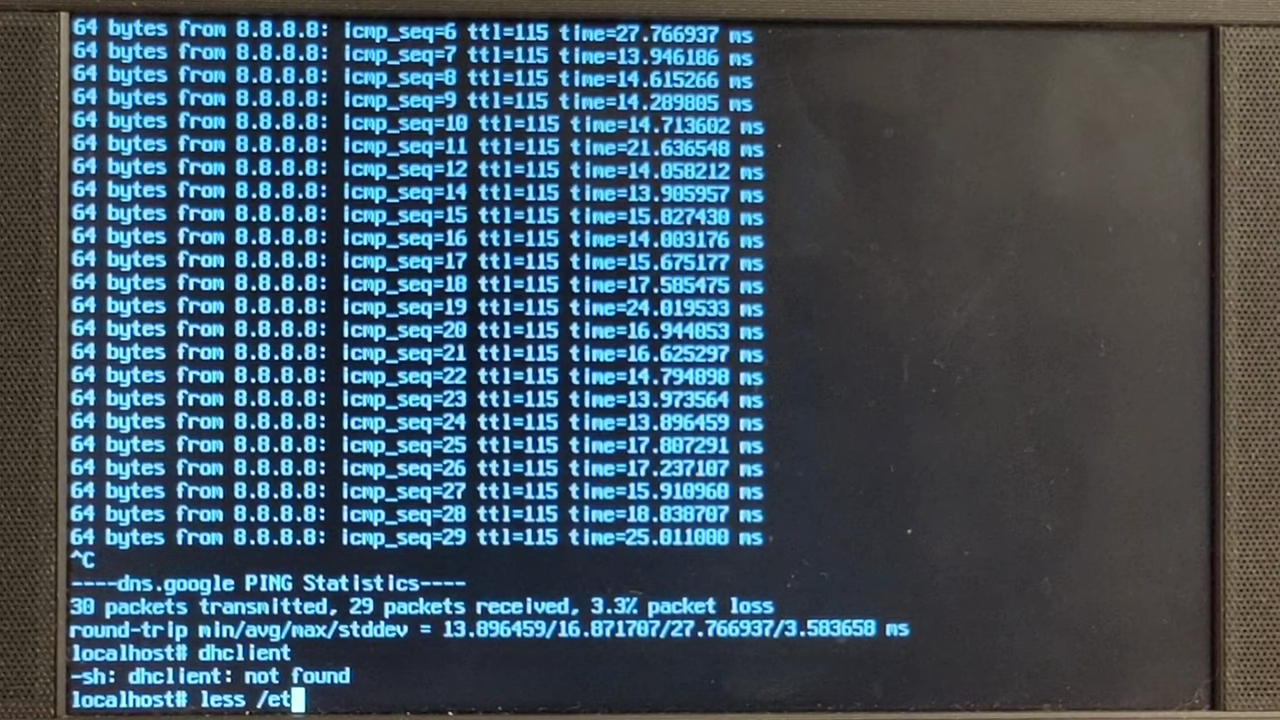 64 bytes from 8.8.8.8: icmp_seq=6 ttl=115 time=27.766937 ms
64 bytes from 8.8.8.8: icmp_seq=7 ttl=115 time=13.946186 ms
64 bytes from 8.8.8.8: icmp_seq=8 ttl=115 time=14.615266 ms
64 bytes from 8.8.8.8: icmp_seq=9 ttl=115 time=14.289805 ms
64 bytes from 8.8.8.8: icmp_seq=10 ttl=115 time=14.713602 ms
64 bytes from 8.8.8.8: icmp_seq=11 ttl=115 time=21.636548 ms
64 bytes from 8.8.8.8: icmp_seq=12 ttl=115 time=14.058212 ms
64 bytes from 8.8.8.8: icmp_seq=14 ttl=115 time=13.905957 ms
64 bytes from 8.8.8.8: icmp_seq=15 ttl=115 time=15.027430 ms
64 bytes from 8.8.8.8: icmp_seq=16 ttl=115 time=14.003176 ms
64 bytes from 8.8.8.8: icmp_seq=17 ttl=115 time=15.675177 ms
64 bytes from 8.8.8.8: icmp_seq=18 ttl=115 time=17.585475 ms
64 bytes from 8.8.8.8: icmp_seq=19 ttl=115 time=24.019533 ms
64 bytes from 8.8.8.8: icmp_seq=20 ttl=115 time=16.944053 ms
64 bytes from 8.8.8.8: icmp_seq=21 ttl=115 time=16.625297 ms
64 bytes from 8.8.8.8: icmp_seq=22 ttl=115 time=14.794898 ms
64 bytes from 8.8.8.8: icmp_seq=23 ttl=115 time=13.973564 ms
64 bytes from 8.8.8.8: icmp_seq=24 ttl=115 time=13.896459 ms
64 bytes from 8.8.8.8: icmp_seq=25 ttl=115 time=17.807291 ms
64 bytes from 8.8.8.8: icmp_seq=26 ttl=115 time=17.237107 ms
64 bytes from 8.8.8.8: icmp_seq=27 ttl=115 time=15.910960 ms
64 bytes from 8.8.8.8: icmp_seq=28 ttl=115 time=18.838707 ms
64 bytes from 8.8.8.8: icmp_seq=29 ttl=115 time=25.011000 ms
^C
----dns.google PING Statistics----
30 packets transmitted, 29 packets received, 3.3% packet loss
round-trip min/avg/max/stddev = 13.896459/16.871707/27.766937/3.583658 ms
localhost# dhclient
-sh: dhclient: not found
localhost# less /et